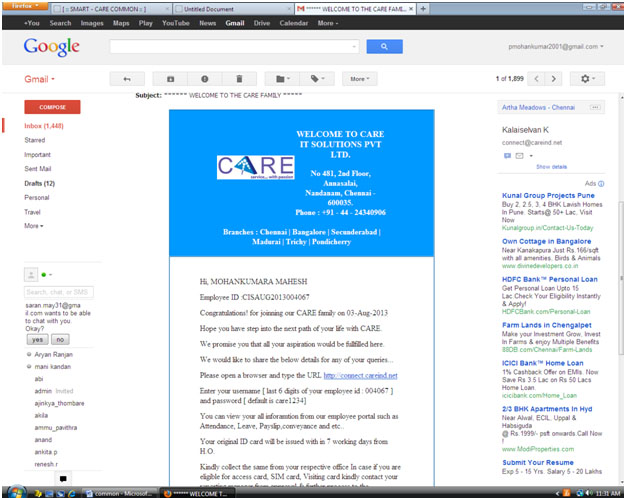 firefox
[ :: SMART - CARE COMMON :: ]
Untitled Document
****** WELCOME TO THE CARE FAMI...
+You Search Images Maps Play YouTube News Gmail Drive Calendar More
Google
pmohankumar2001@gmail.com
Gmail
More
1 of 1,899
COMPOSE
Inbox (1,448)
Starred
Important
Sent Mail
Drafts (12)
Personal
Travel
More
Search, chat, or SMS
saran.may31@gma
il.com wants to be
able to chat with you.
Okay?
yes no
Aryan Ranjan
mani kandan
abi
admin Invited
ajinkya_thombare
akila
ammu_pavithra
anand
ankita p
renesh r
Subject: ****** WELCOME TO THE CARE FAMILY *****
CARE
service... with passion
WELCOME TO CARE
IT SOLUTIONS PVT
LTD.
No 481, 2nd Floor,
Annasalai,
Nandanam, Chennai -
600035.
Phone : +91 - 44 - 24340906
Branches : Chennai | Bangalore | Secunderabad |
Madurai | Trichy | Pondicherry
Hi, MOHANKUMARA MAHESH
Employee ID :CISAUG2013004067
Congratulations! for joining our CARE family on 03-Aug-2013
Hope you have step into the next path of your life with CARE.
We promise you that all your aspiration would be fullfilled here.
We would like to share the below details for any of your queries...
Please open a browser and type the URL http://connect.careind.net
Enter your username [ last 6 digits of your employee id : 004067 ]
and password [ default is care1234]
You can view your all inforamtion from our employee portal such as
Attendance, Leave, Payslip,conveyance and etc..
Your original ID card will be issued with in 7 working days from
H.O.
Kindly collect the same from your respective office In case if you are
eligible for access card, SIM card, Visting card kindly contact your
Artha Meadows - Chennai
Kalaiselvan K
connect@careind.net
Show details
Ads
Kunal Group Projects Pune
Buy 2, 2.5, 3, 4 BHK Lavish Homes
In Pune. Starts@ 50+ Lac, Visit
Now
Kunalgroup.in/Contact-Us-Today
Own Cottage in Bangalore
Near Kanakapura Just Rs.166/sqft
with all amenities, Birds & Animals
www.divinedevelopers.co.in
HDFC Bank™ Personal Loan
Get Personal Loan Upto 15
Lac.Check Your Eligibility Instantly
& Apply!
HDFCBank.com/Personal-Loan
Farm Lands in Chengalpet
Make your Investment Grow, Invest
In Farms & enjoy Multiple Benefits
88DB.com/Chennai/Farm-Lands
ICICI Bank™ Home Loan
1% Cashback Offer on EMIs. Now
Save Rs 3.5 Lac on Rs 50 Lacs
Home Loan.
icicibank.com/Home_Loan
2/3 BHK Apartments In Hyd
Near Alwal, ECIL, Uppal &
Habsiguda
@ Rs.1999/- psft onwards.Call Now
!
www.ModiProperties.com
Submit Your Resume
Exp 5 - 15 Yrs. Salary 5 - 20 Lakhs
common - Microsoft...
****** WELCOME T...
11:31 AM